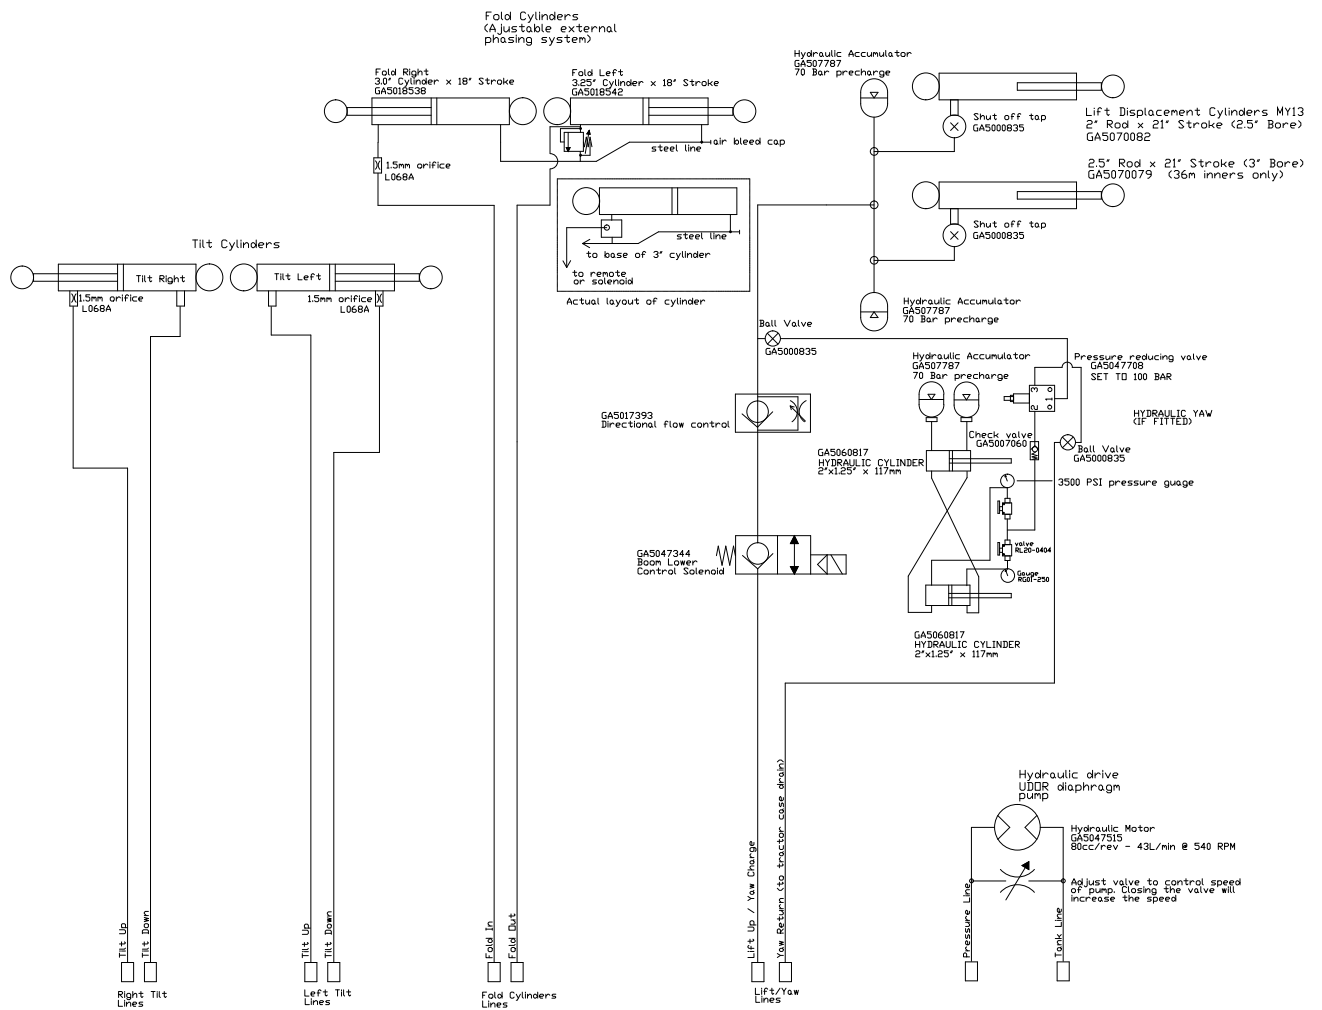 Fold Cylinders
(Ajustable external
phasing system)
Fold Right
3.0" Cylinder x 18" Stroke
GA5018538
Fold Left
3.25" Cylinder x 18" Stroke
GA5018542
Hydraulic Accumulator
GA507787
70 Bar precharge
Shut off tap
GA5000835
Lift Displacement Cylinders MY13
2" Rod x 21" Stroke (2.5" Bore)
GA5070082
2.5" Rod x 21" Stroke (3" Bore)
GA5070079 (36m inners only)
air bleed cap
steel line
1.5mm orifice
L068A
Shut off tap
GA5000835
steel line
to base of 3" cylinder
to remote
or solenoid
Actual layout of cylinder
Tilt Cylinders
Tilt Right
Tilt Left
1.5mm orifice
L068A
1.5mm orifice
L068A
Hydraulic Accumulator
GA507787
70 Bar precharge
Ball Valve
GA5000835
Hydraulic Accumulator
GA507787
70 Bar precharge
Pressure reducing valve
GA5047708
SET TO 100 BAR
3
2
1
HYDRAULIC YAW
(IF FITTED)
GA5017393
Directional flow control
Check valve
GA5007060
Ball Valve
GA5000835
GA5060817
HYDRAULIC CYLINDER
2"x1.25" x 117mm
3500 PSI pressure guage
valve
RL20-0404
Gauge
RG01-250
GA5047344
Boom Lower
Control Solenoid
GA5060817
HYDRAULIC CYLINDER
2"x1.25" x 117mm
Hydraulic drive
UDOR diaphragm
pump
Hydraulic Motor
GA5047515
80cc/rev - 43L/min @ 540 RPM
Adjust valve to control speed
of pump. Closing the valve will
increase the speed
Tilt Up
Tilt Down
Tilt Up
Tilt Down
Fold In
Fold Out
Lift Up / Yaw Charge
Yaw Return (to tractor case drain)
Pressure Line
Tank Line
Right Tilt
Lines
Left Tilt
Lines
Fold Cylinders
Lines
Lift/Yaw
Lines